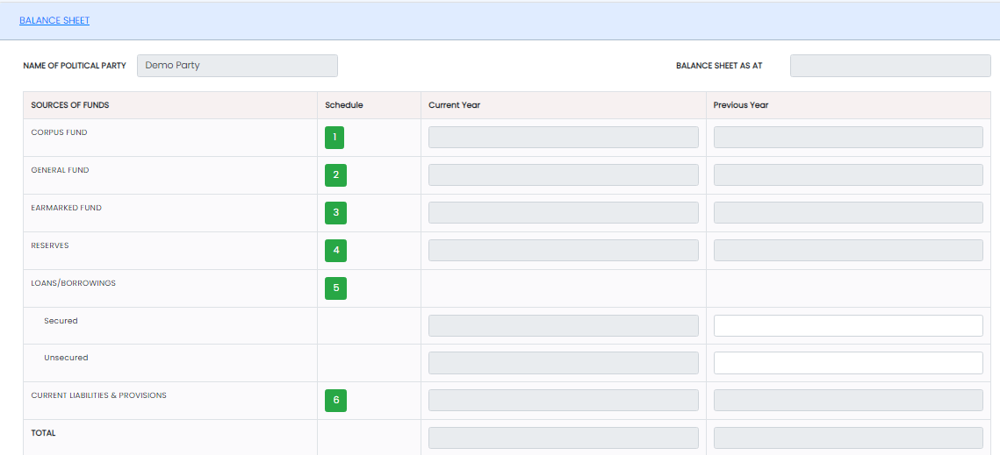 BALANCE SHEET
NAME OF POLITICAL PARTY Demo Party BALANCE SHEET AS AT
SOURCES OF FUNDS Schedule Current Year Previous Year
CORPUS FUND 1
GENERAL FUND 2
EARMARKED FUND 3
RESERVES 4
LOANS/BORROWINGS 5
Secured
Unsecured
CURRENT LIABILITIES & PROVISIONS 6
TOTAL